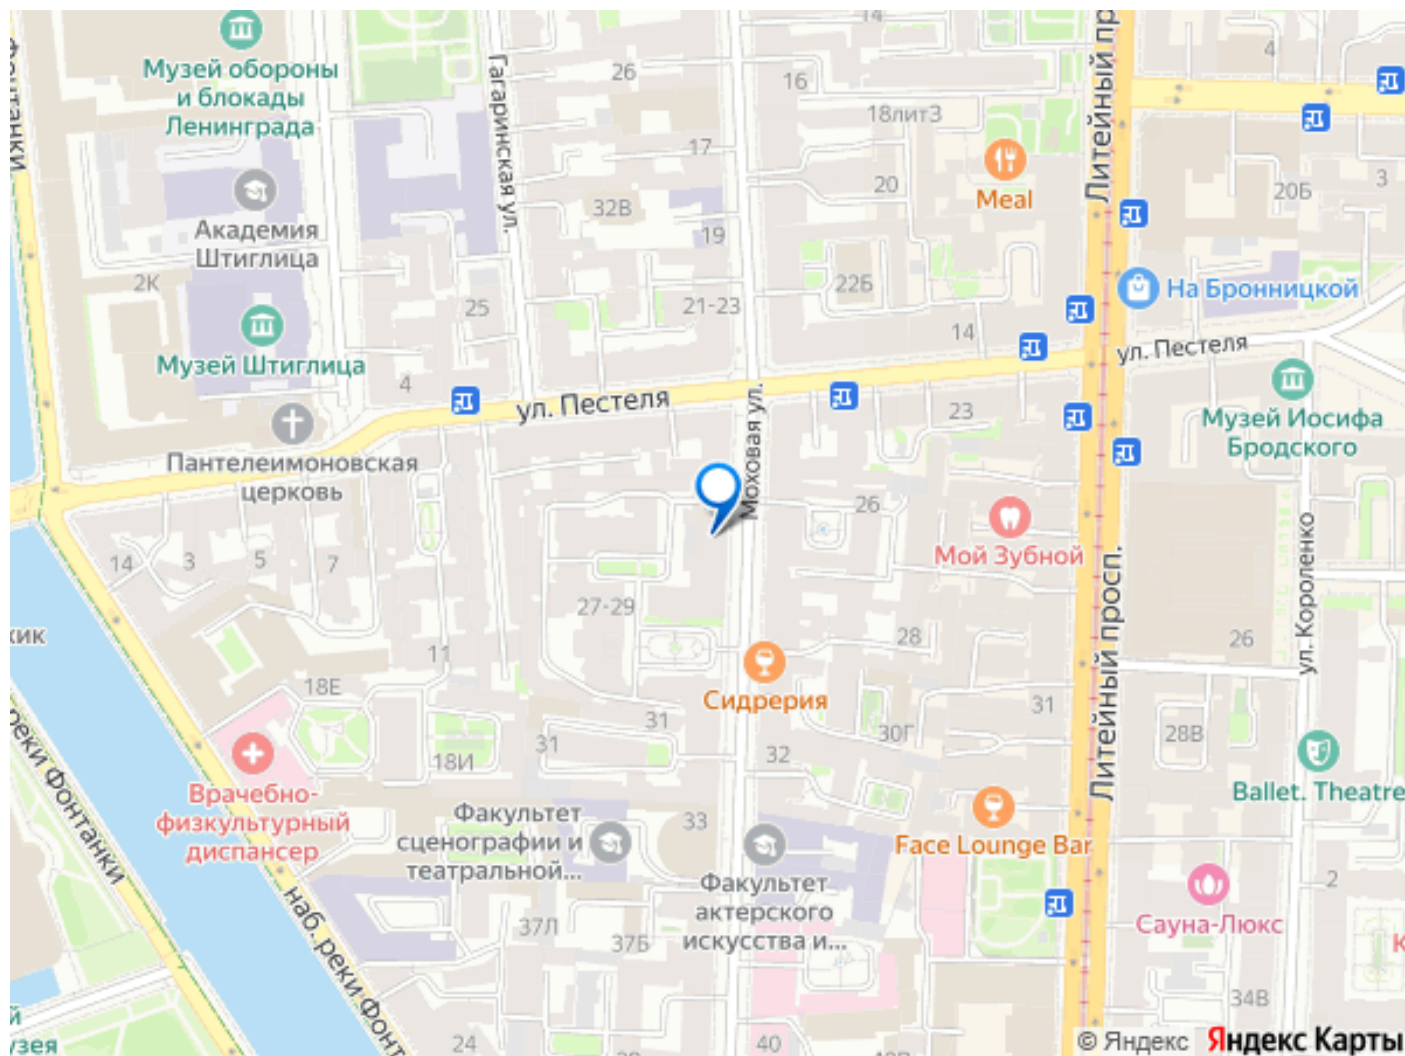 14
Литейный пр
4
Музей обороны
и блокады
Ленинграда
26
16
18лит3
Гагаринская ул.
Фонтанки
17
Meal
20
20Б
3
Академия
Штиглица
32В
19
2К
22Б
На Бронницкой
25
21-23
14
Музей Штиглица
4
ул. Пестеля
ул. Пестеля
Моховая ул.
23
Музей Иосифа
Бродского
Пантелеимоновская
церковь
26
Мой Зубной
14
3
5
7
27-29
Литейный просп.
ул. Короленко
28
26
11
18Е
Сидрерия
31
31
31
30Г
28В
18И
32
реки Фонтанки
Врачебно-
физкультурный
диспансер
Ballet. Theatre
Факультет
сценографии и
театральной...
33
Face Lounge Bar
Факультет
актерского
искусства и...
2
37Л
37Б
Сауна-Люкс
наб. реки Фонт
34В
24
40
© Яндекс Яндекс Карты